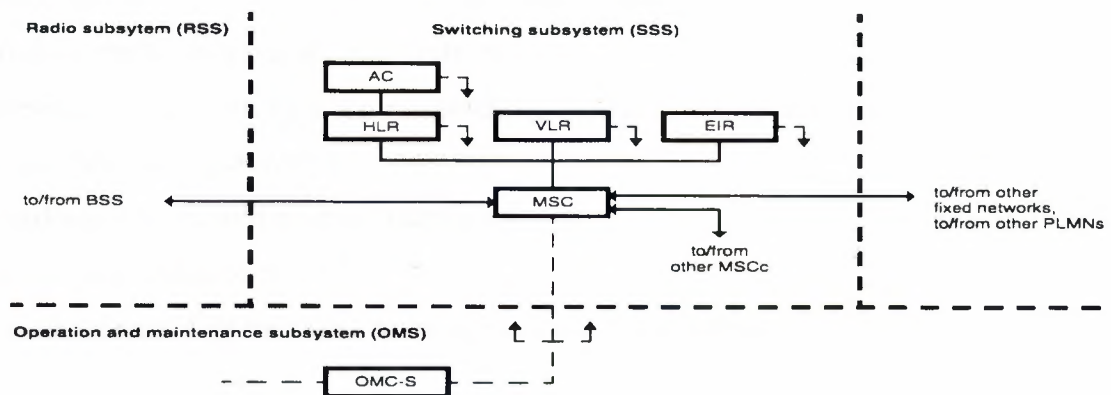 Radio subsytem (RSS)
Switching subsystem (SSS)
AC
HLR
VLR
EIR
to/from BSS
MSC
to/from other
fixed networks,
to/from other PLMNs
to/from
other MSCc
Operation and maintenance subsystem (OMS)
OMC-S